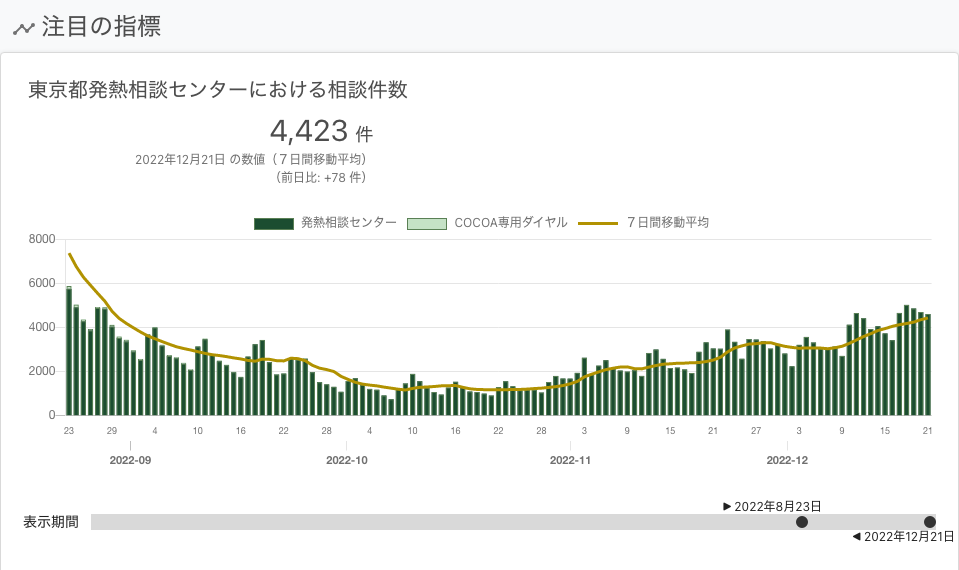 注目の指標
東京都発熱相談センターにおける相談件数
4,423 件
2022年12月21日 の数値（７日間移動平均）
（前日比: +78 件）
発熱相談センター COCOA専用ダイヤル ７日間移動平均
8000
6000
4000
2000
0
23 29 4 10 16 22 28 4 10 16 22 28 3 9 15 21 27 3 9 15 21
2022-09 2022-10 2022-11 2022-12
2022年8月23日
表示期間
2022年12月21日